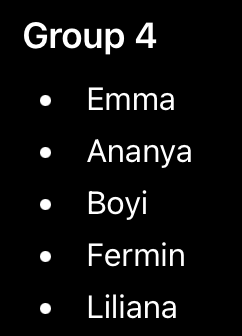 Group 4
• Emma
• Ananya
• Boyi
• Fermin
• Liliana